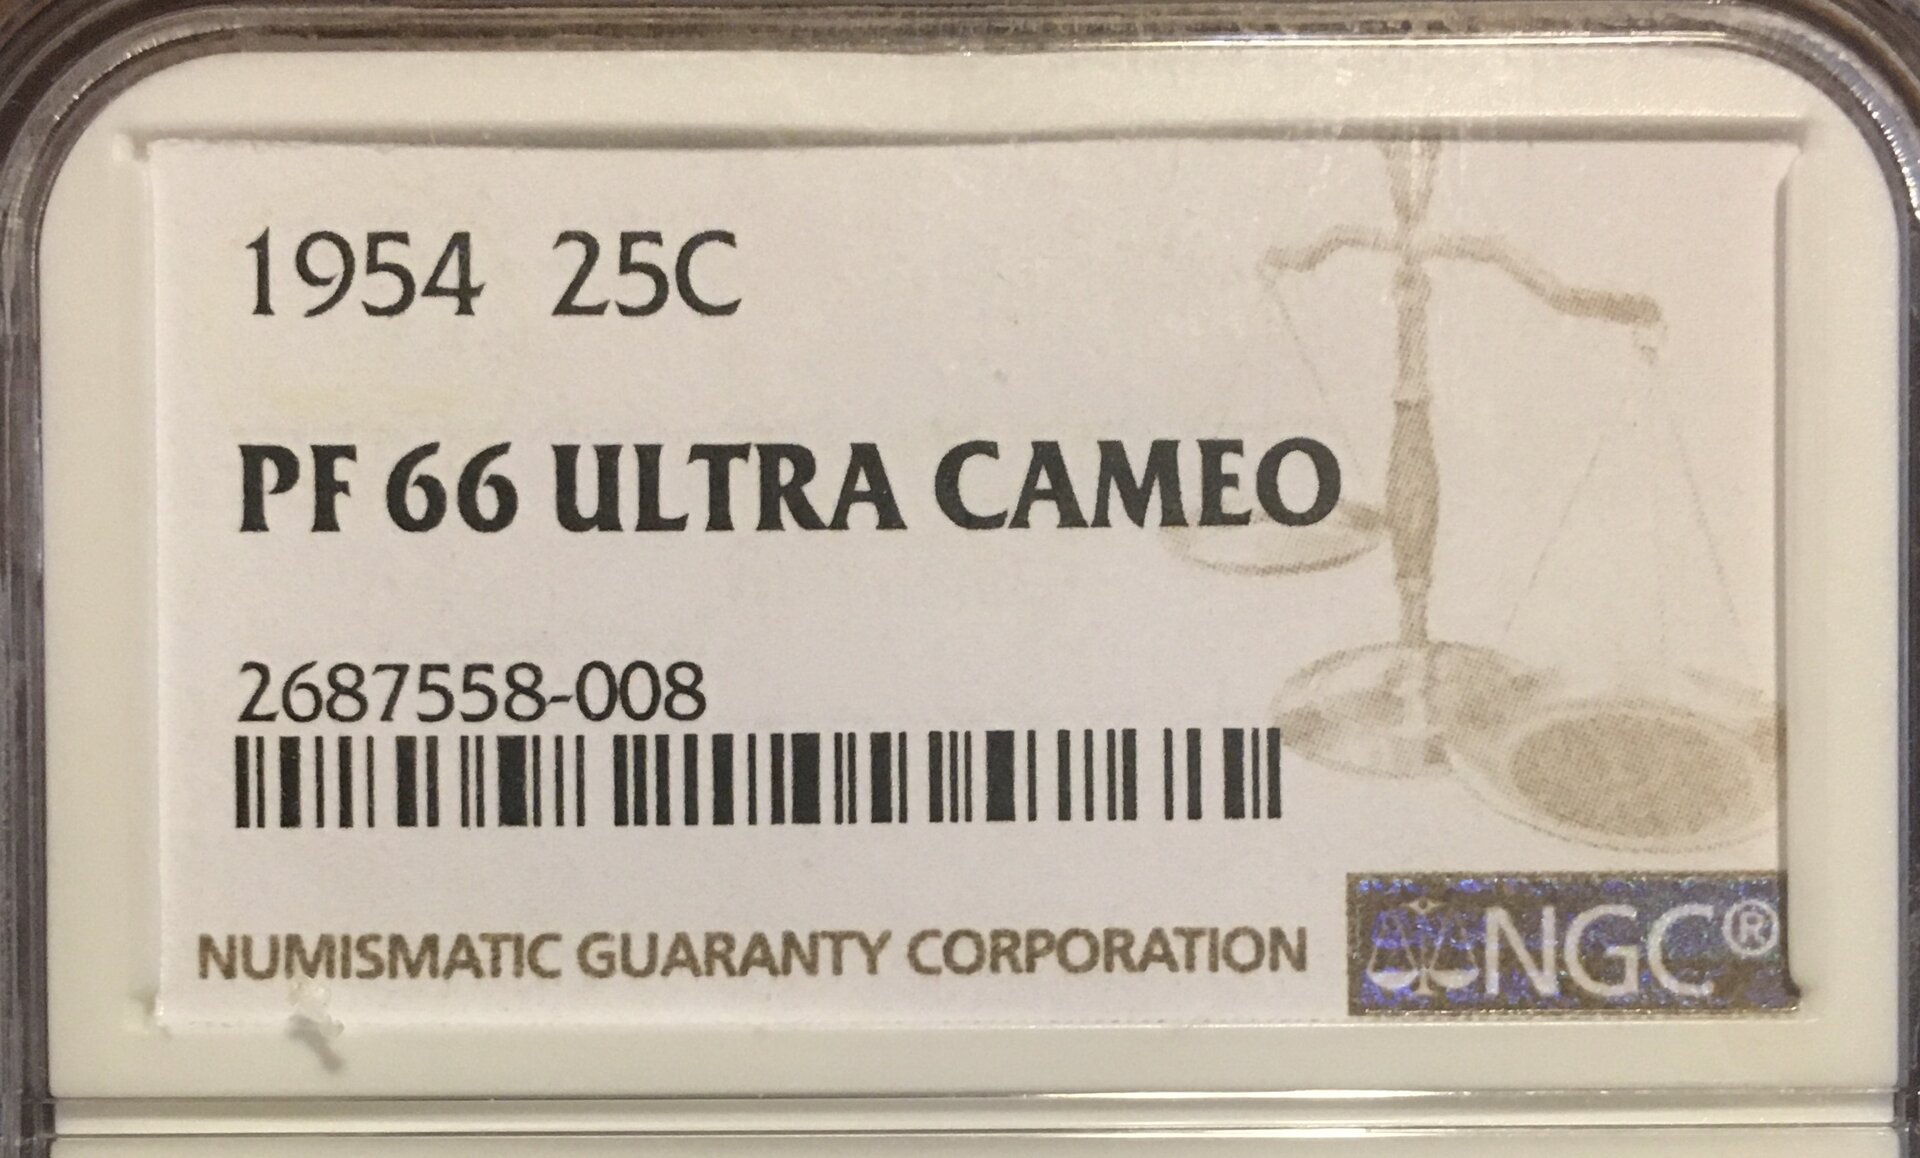 1954 25C
PF 66 ULTRA CAMEO
2687558-008
NUMISMATIC GUARANTY CORPORATION
NGC®